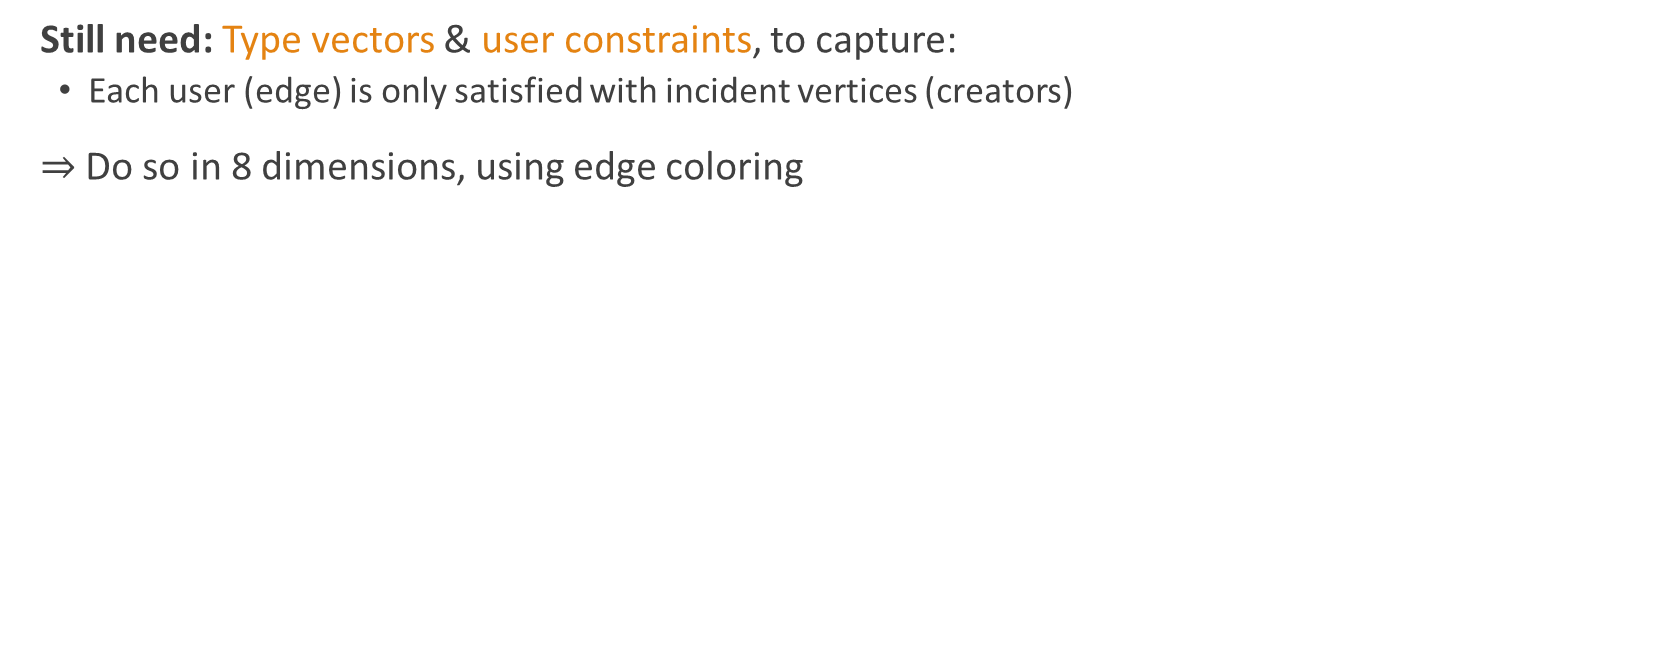 Still need: Type vectors & user constraints, to capture:
• Each user (edge) is only satisfied with incident vertices (creators)
⇒ Do so in 8 dimensions, using edge coloring